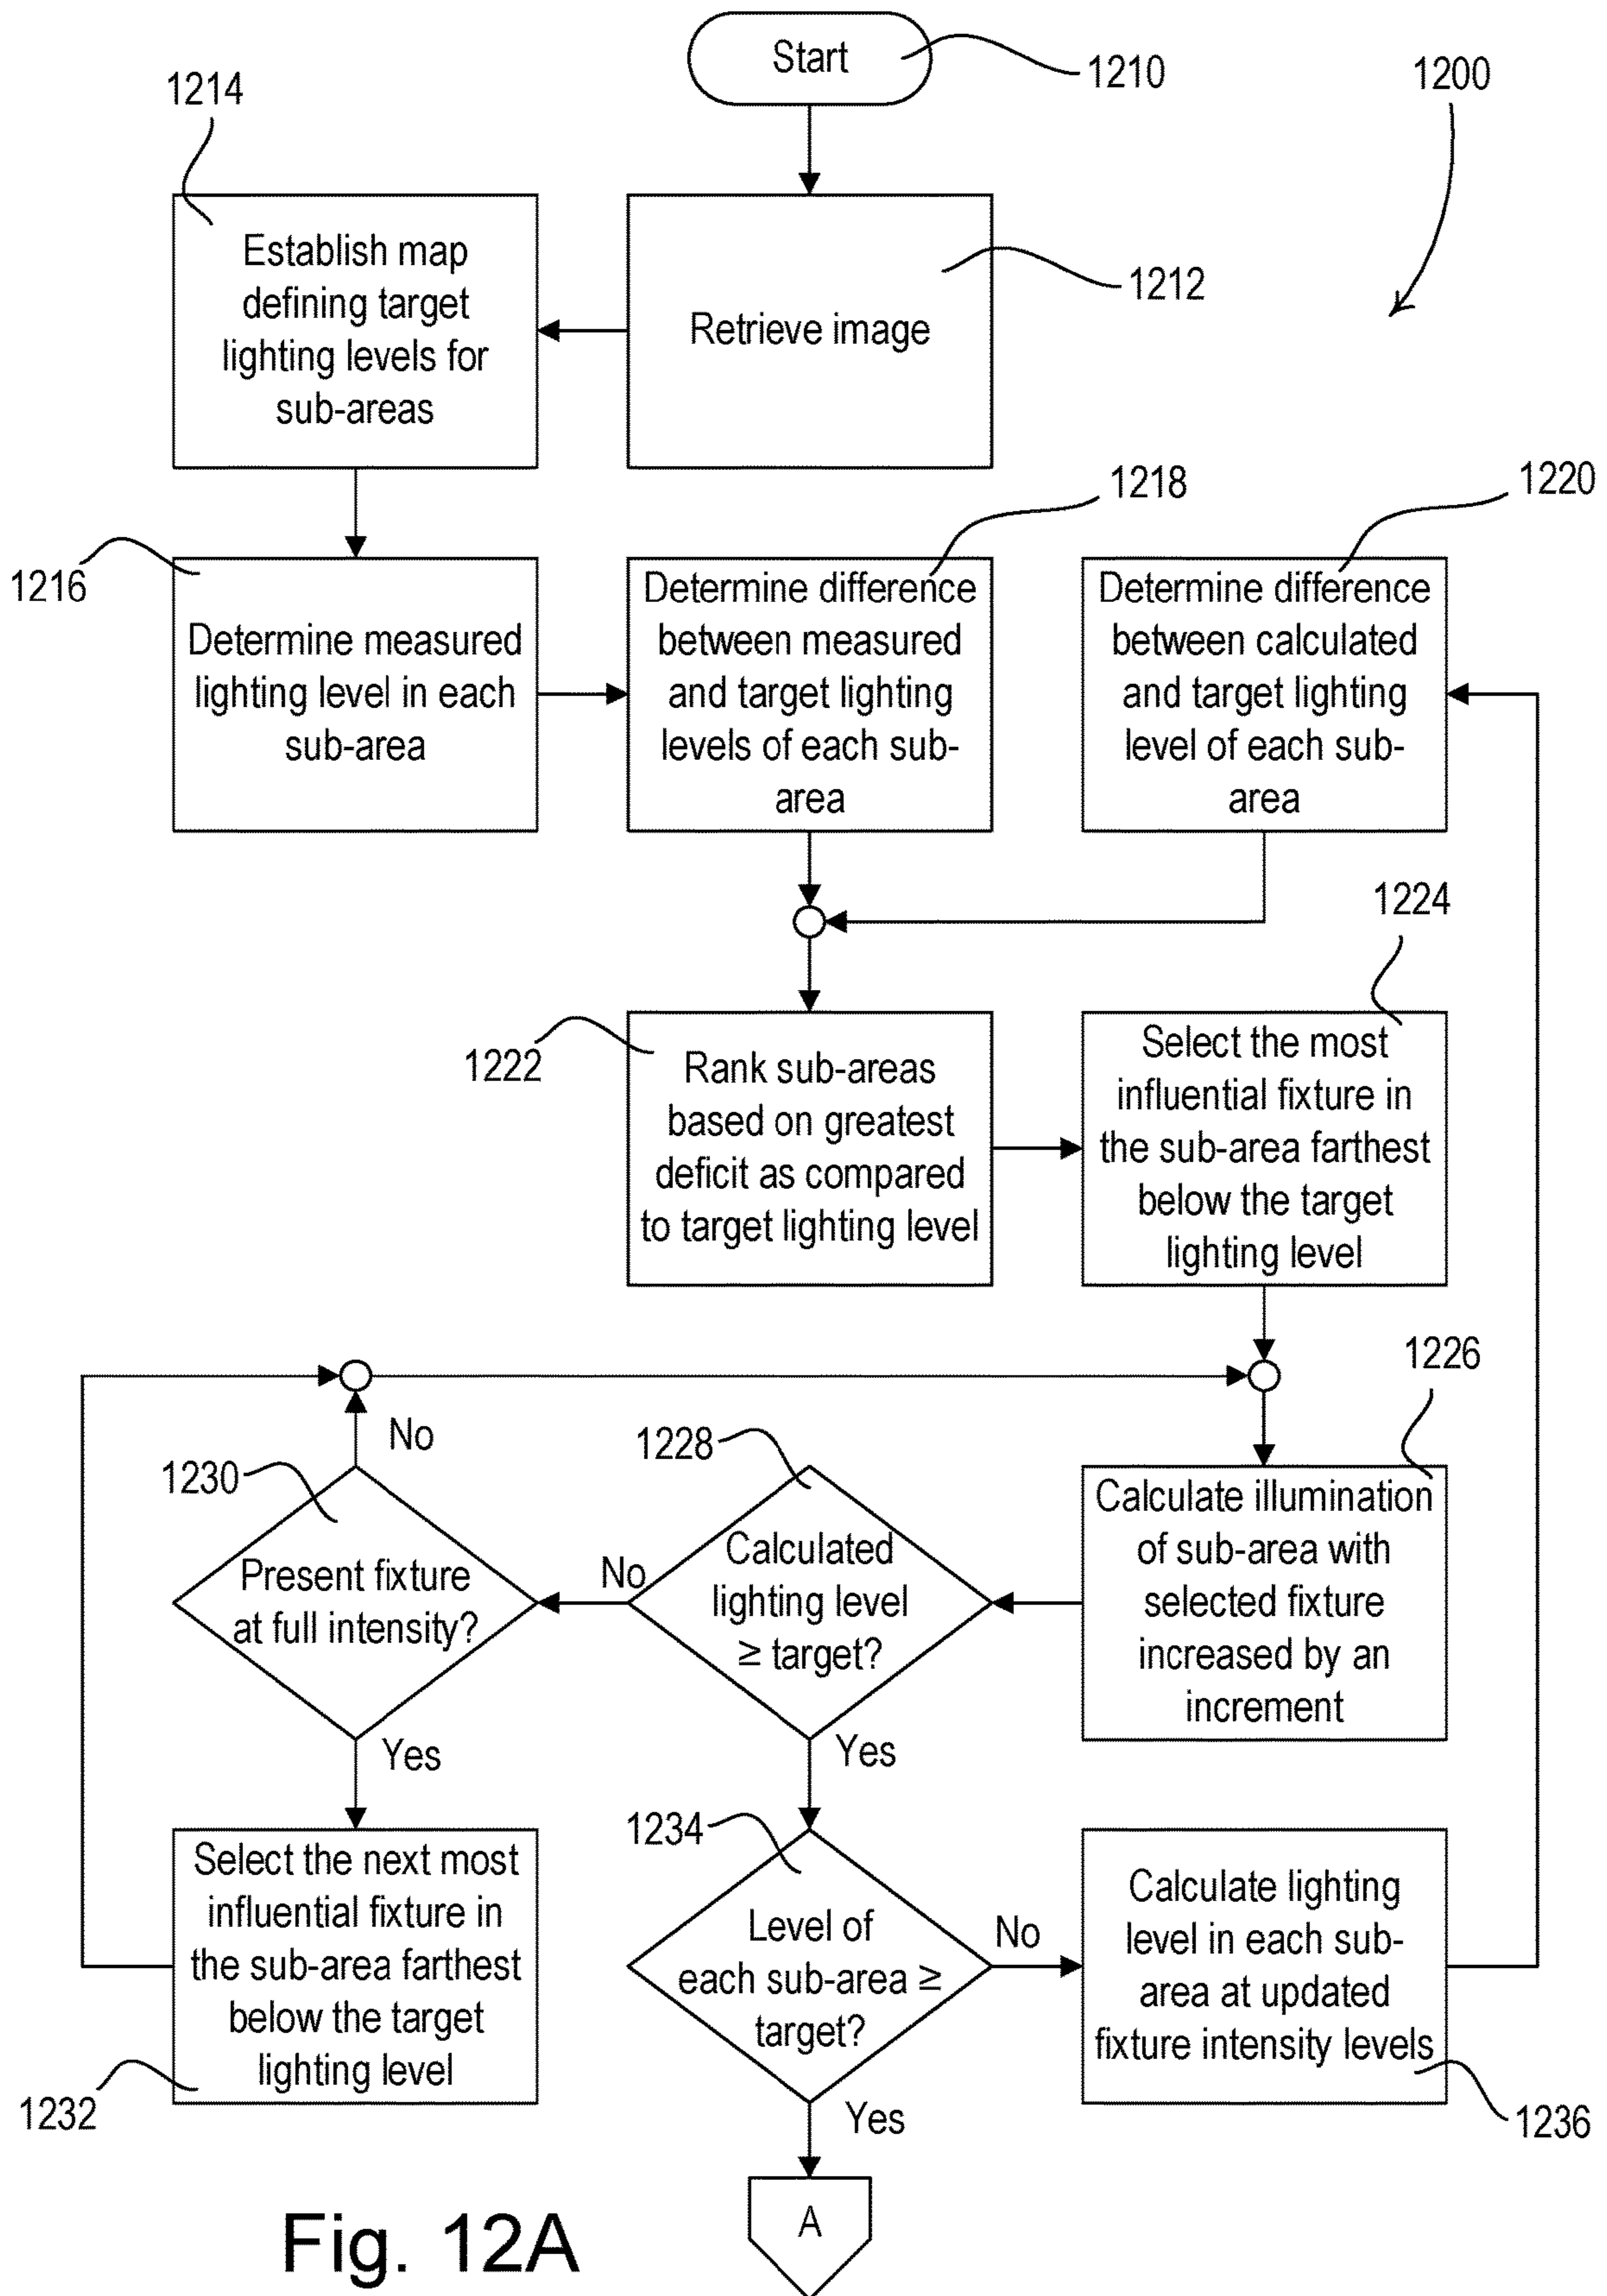 Start
1210
1200
1214
Establish map
defining target
lighting levels for
sub-areas
Retrieve image
1212
1216
Determine measured
lighting level in each
sub-area
1218
Determine difference
between measured
and target lighting
levels of each sub-
area
1220
Determine difference
between calculated
and target lighting
level of each sub-
area
1222
Rank sub-areas
based on greatest
deficit as compared
to target lighting level
1224
Select the most
influential fixture in
the sub-area farthest
below the target
lighting level
1226
Calculate illumination
of sub-area with
selected fixture
increased by an
increment
1228
Calculated
lighting level
≥ target?
No
Yes
1230
Present fixture
at full intensity?
No
Yes
1232
Select the next most
influential fixture in
the sub-area farthest
below the target
lighting level
1234
Level of
each sub-area ≥
target?
No
Yes
Calculate lighting
level in each sub-
area at updated
fixture intensity levels
1236
A
Fig. 12A